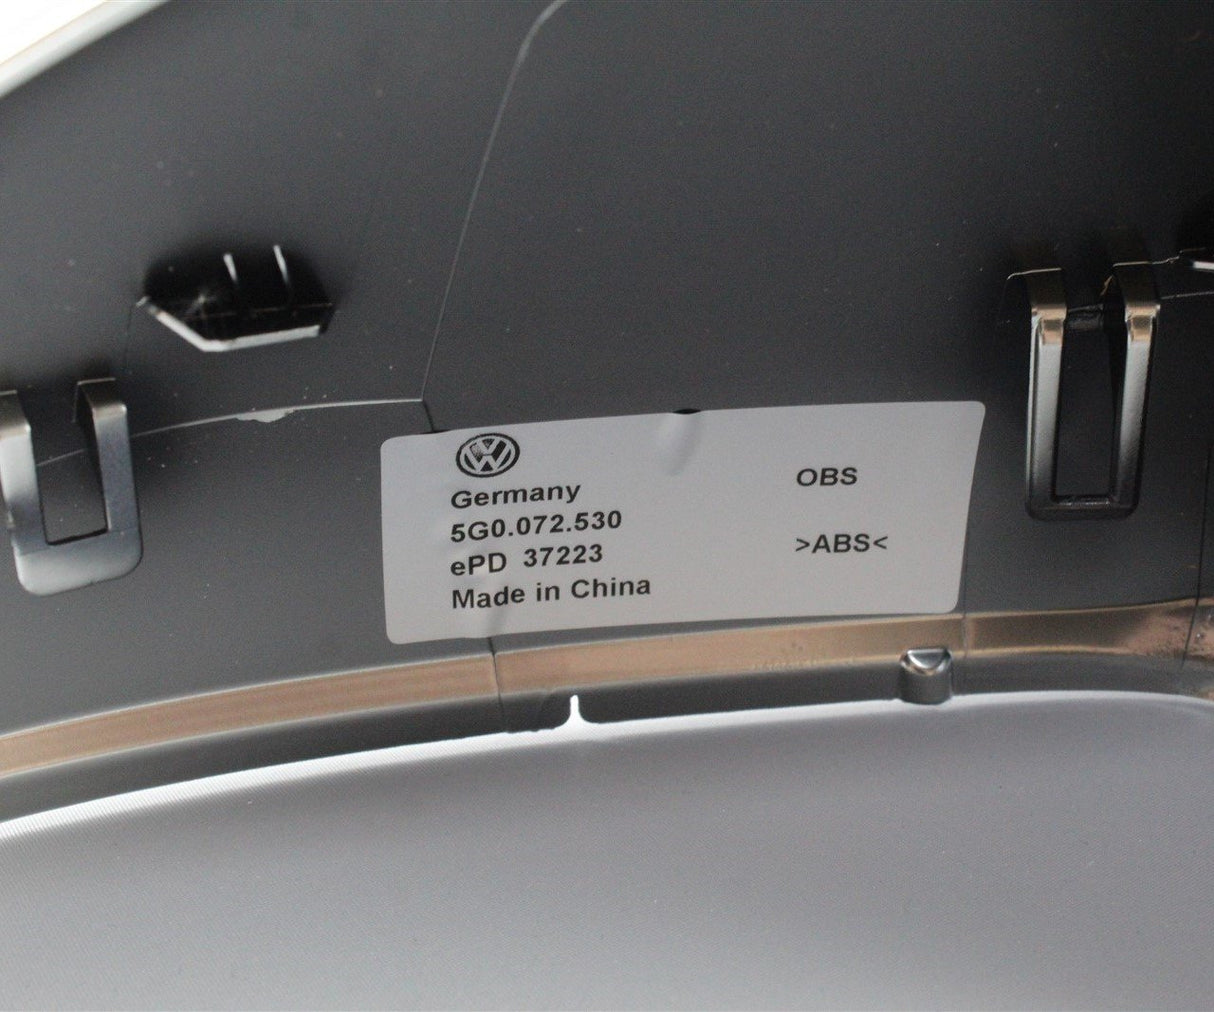 Germany
5G0.072.530
ePD 37223
Made in China
OBS
>ABS<